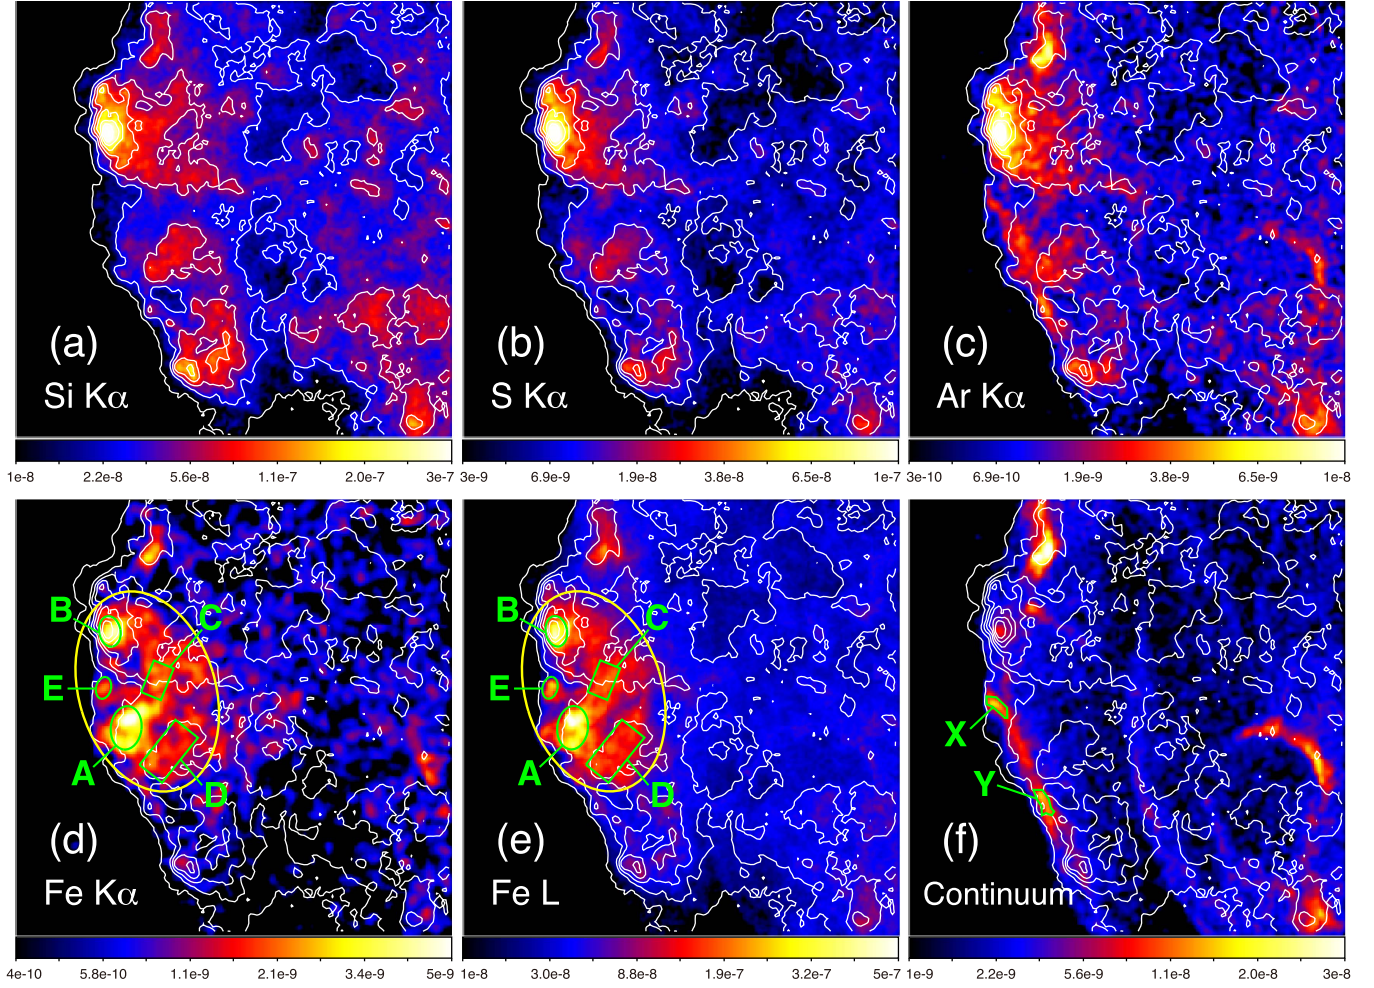 (a)
Si Kα
(b)
S Kα
(c)
Ar Kα
1e-8 2.2e-8 5.6e-8 1.1e-7 2.0e-7 3e-7
3e-9 6.9e-9 1.9e-8 3.8e-8 6.5e-8 1e-7
3e-10 6.9e-10 1.9e-9 3.8e-9 6.5e-9 1e-8
B
C
E
A
D
(d)
Fe Kα
B
C
E
A
D
(e)
Fe L
X
Y
(f)
Continuum
4e-10 5.8e-10 1.1e-9 2.1e-9 3.4e-9 5e-9
1e-8 3.0e-8 8.8e-8 1.9e-7 3.2e-7 5e-7
1e-9 2.2e-9 5.6e-9 1.1e-8 2.0e-8 3e-8